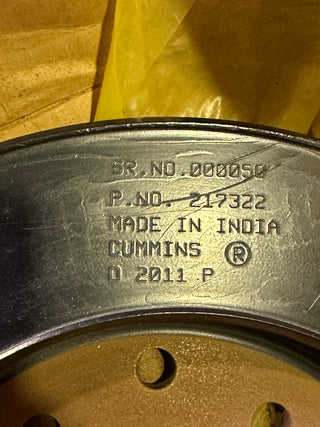 SR.NO.000050
P.NO. 217322
MADE IN INDIA
CUMMINS ®
D 2011 P